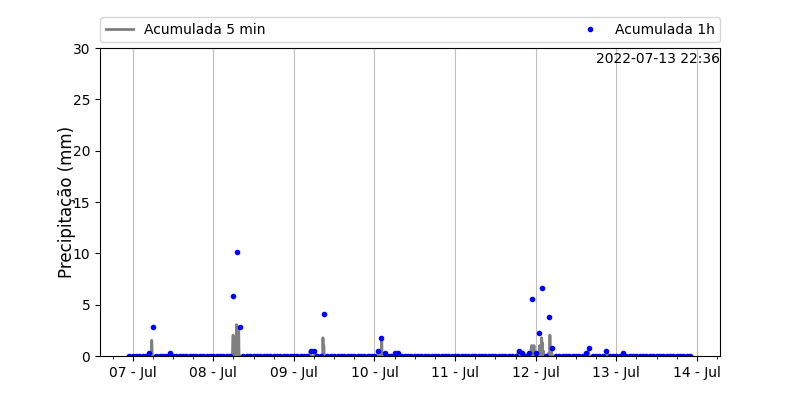 Acumulada 5 min
Acumulada 1h
2022-07-13 22:36
Precipitação (mm)
30
25
20
15
10
5
0
07 - Jul
08 - Jul
09 - Jul
10 - Jul
11 - Jul
12 - Jul
13 - Jul
14 - Jul